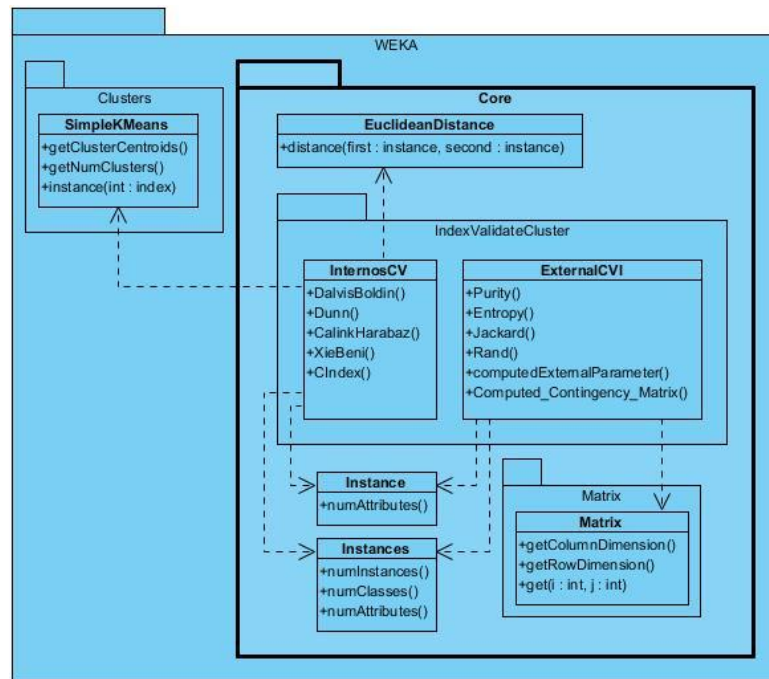 WEKA
Clusters
SimpleKMeans
+getClusterCentroids()
+getNumClusters()
+instance(int : index)
Core
EuclideanDistance
+distance(first : instance, second : instance)
IndexValidateCluster
InternosCV
+DalvisBoldin()
+Dunn()
+CalinkHarabaz()
+XieBeni()
+CIndex()
ExternalCVI
+Purity()
+Entropy()
+Jackard()
+Rand()
+computedExternalParameter()
+Computed_Contingency_Matrix()
Instance
+numAttributes()
Instances
+numInstances()
+numClasses()
+numAttributes()
Matrix
Matrix
+getColumnDimension()
+getRowDimension()
+get(i : int, j : int)